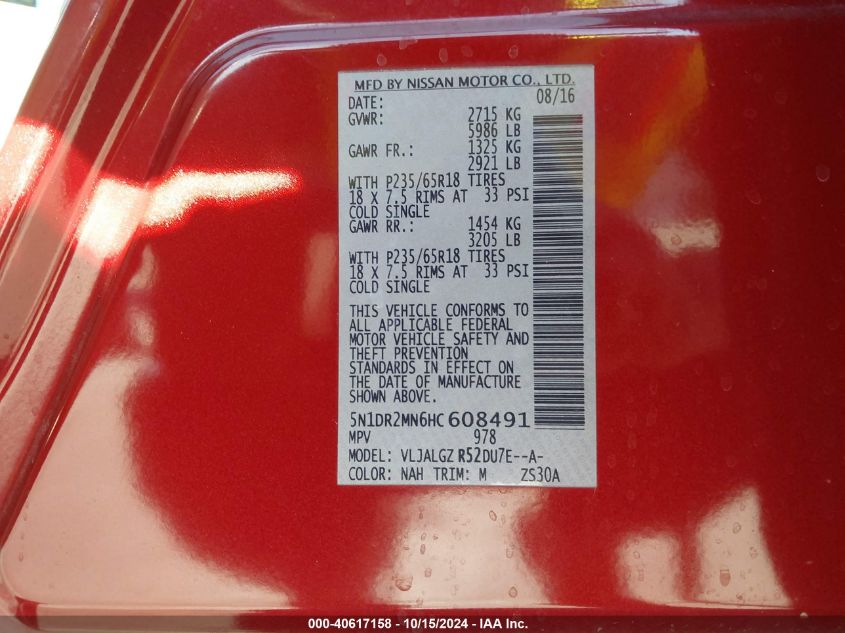 MFD BY NISSAN MOTOR CO., LTD.
DATE: 08/16
GVWR: 2715 KG
5986 LB
GAWR FR.: 1325 KG
2921 LB
WITH P235/65R18 TIRES
18 X 7.5 RIMS AT 33 PSI
COLD SINGLE
GAWR RR.: 1454 KG
3205 LB
WITH P235/65R18 TIRES
18 X 7.5 RIMS AT 33 PSI
COLD SINGLE
THIS VEHICLE CONFORMS TO
ALL APPLICABLE FEDERAL
MOTOR VEHICLE SAFETY AND
THEFT PREVENTION
STANDARDS IN EFFECT ON
THE DATE OF MANUFACTURE
SHOWN ABOVE.
5N1DR2MN6HC608491
MPV 978
MODEL: VLJALGZ R52DU7E--A-
COLOR: NAH TRIM: M ZS30A
000-40617158 - 10/15/2024 - IAA Inc.